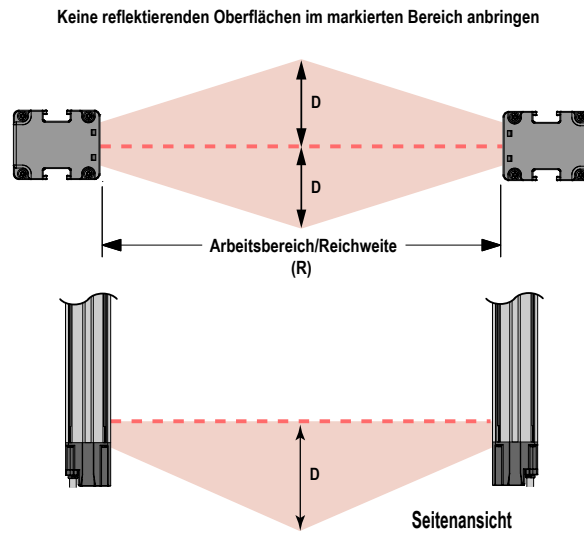 Keine reflektierenden Oberflächen im markierten Bereich anbringen
D
D
Arbeitsbereich/Reichweite
(R)
D
Seitenansicht